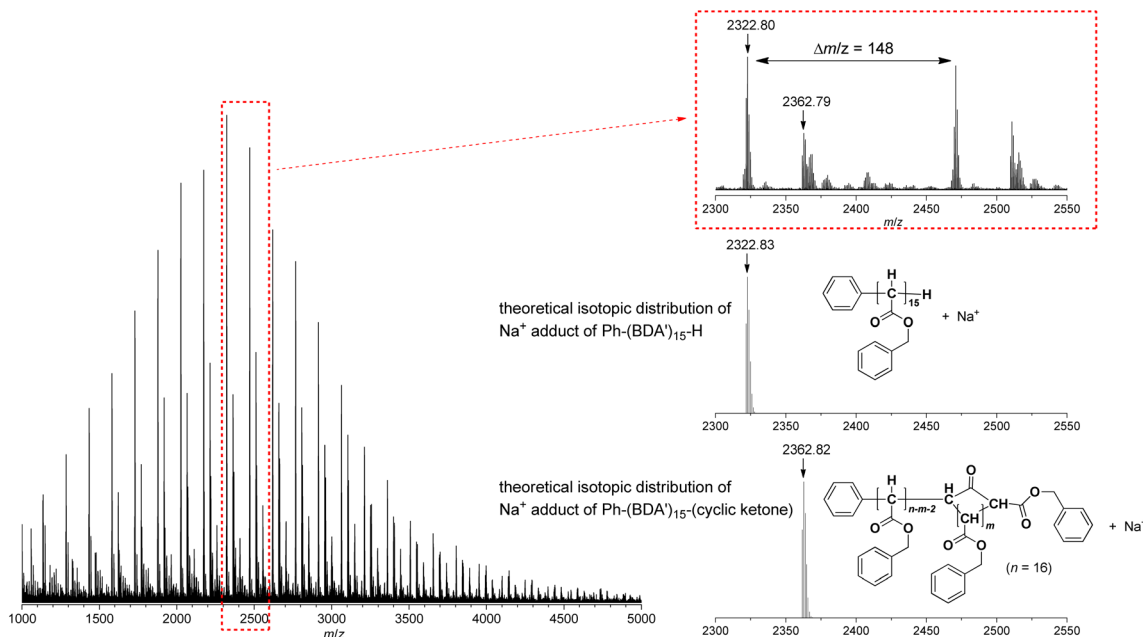 2322.80
Δm/z = 148
2362.79
2300 2350 2400 2450 2500 2550
m/z
2322.83
theoretical isotopic distribution of
Na⁺ adduct of Ph-(BDA')₁₅-H
H
C
15
H
O
O
+ Na⁺
2300 2350 2400 2450 2500 2550
2362.82
theoretical isotopic distribution of
Na⁺ adduct of Ph-(BDA')₁₅-(cyclic ketone)
H
C
n-m-2
O
O
H
C
O
C
CH
m
CH
C
O
O
C
O
O
(n = 16)
+ Na⁺
2300 2350 2400 2450 2500 2550
1000 1500 2000 2500 3000 3500 4000 4500 5000
m/z